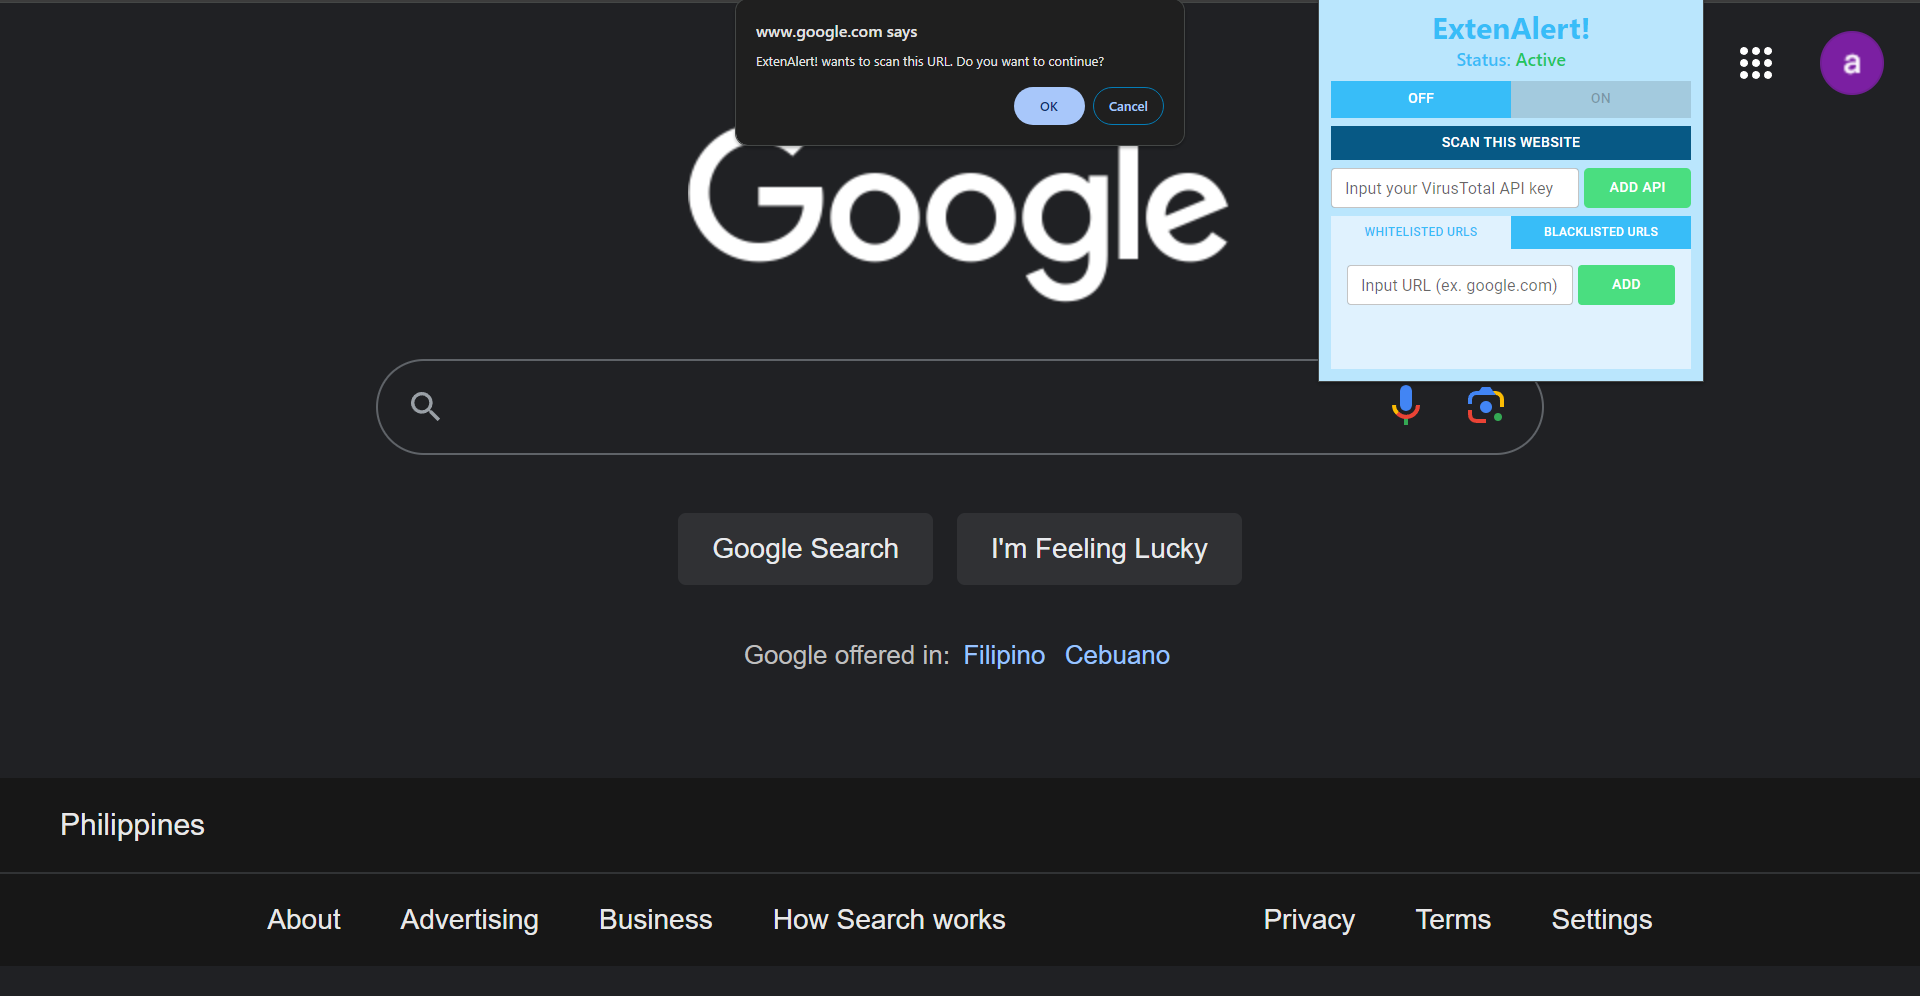 www.google.com says
ExtenAlert! wants to scan this URL. Do you want to continue?
OK Cancel
ExtenAlert!
Status: Active
OFF ON
SCAN THIS WEBSITE
Input your VirusTotal API key ADD API
WHITELISTED URLS BLACKLISTED URLS
Input URL (ex. google.com) ADD
a
Google
Google Search I'm Feeling Lucky
Google offered in: Filipino Cebuano
Philippines
About Advertising Business How Search works Privacy Terms Settings